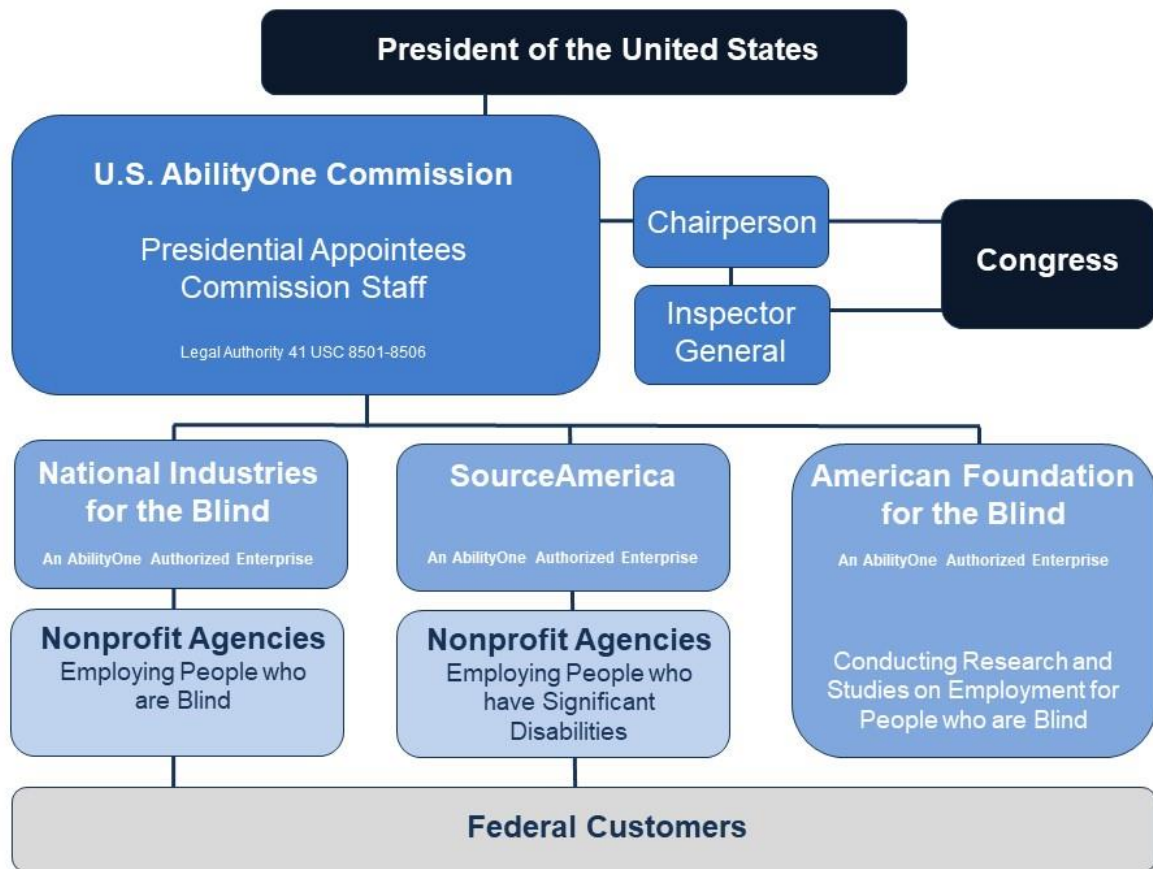 President of the United States
U.S. AbilityOne Commission
Presidential Appointees
Commission Staff
Legal Authority 41 USC 8501-8506
Chairperson
Inspector
General
Congress
National Industries
for the Blind
An AbilityOne Authorized Enterprise
SourceAmerica
An AbilityOne Authorized Enterprise
American Foundation
for the Blind
An AbilityOne Authorized Enterprise
Conducting Research and
Studies on Employment for
People who are Blind
Nonprofit Agencies
Employing People who
are Blind
Nonprofit Agencies
Employing People who
have Significant
Disabilities
Federal Customers